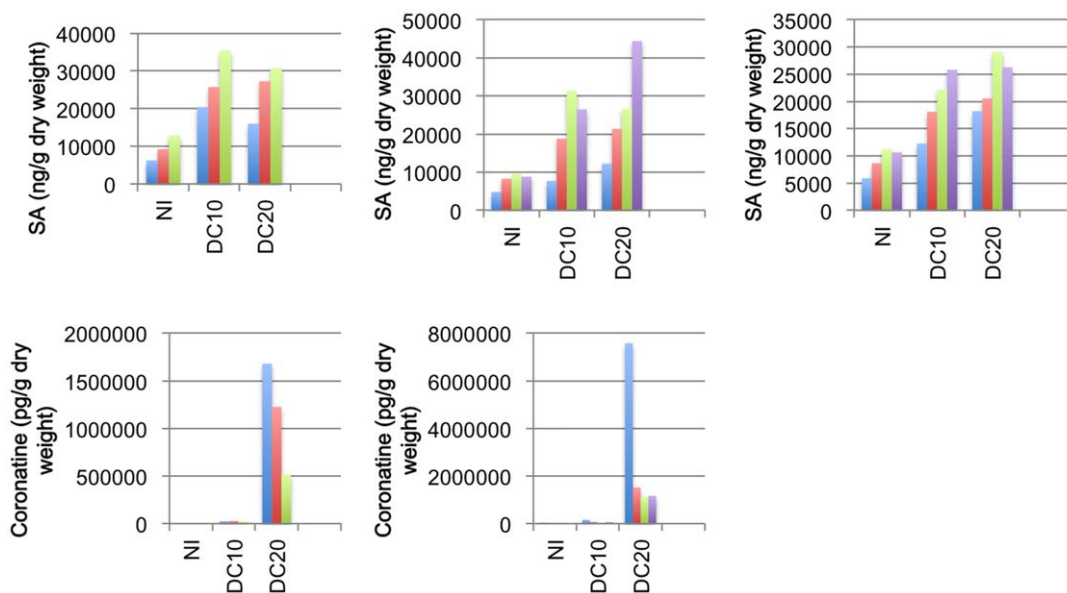 SA (ng/g dry weight)
40000
30000
20000
10000
0
NI
DC10
DC20
SA (ng/g dry weight)
50000
40000
30000
20000
10000
0
NI
DC10
DC20
SA (ng/g dry weight)
35000
30000
25000
20000
15000
10000
5000
0
NI
DC10
DC20
Coronatine (pg/g dry
weight)
2000000
1500000
1000000
500000
0
NI
DC10
DC20
Coronatine (pg/g dry
weight)
8000000
6000000
4000000
2000000
0
NI
DC10
DC20